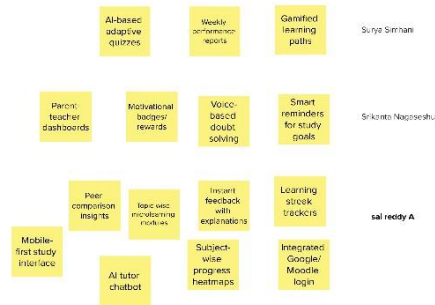 AI-based
adaptive
quizzes
Weekly
performance
reports
Gamified
learning
paths
Surya Simhani
Parent-
teacher
dashboards
Motivational
badges/
rewards
Voice-
based
doubt
solving
Smart
reminders
for study
goals
Srikanta Nagaseshu
Peer
comparison
insights
Topic wise
microlearning
modules
Instant
feedback
with
explanations
Learning
streek
trackers
sai reddy A
Mobile-
first study
interface
AI tutor
chatbot
Subject-
wise
progress
heatmaps
Integrated
Google/
Moodle
login